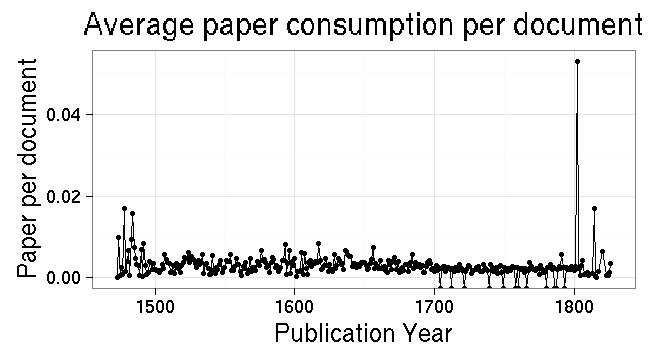 Average paper consumption per document
Paper per document
0.04
0.02
0.00
1500 1600 1700 1800
Publication Year